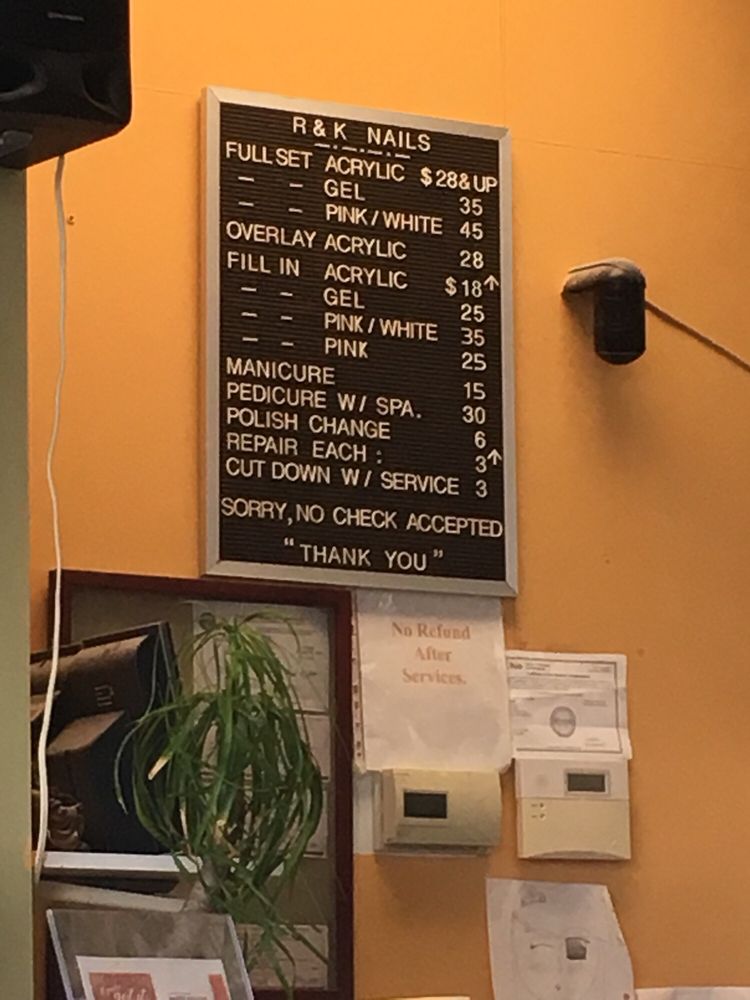 R & K NAILS
FULL SET ACRYLIC $28 & UP
– – GEL 35
– – PINK / WHITE 45
OVERLAY ACRYLIC 28
FILL IN ACRYLIC $18↑
– – GEL 25
– – PINK / WHITE 35
– – PINK 25
MANICURE 15
PEDICURE W/ SPA. 30
POLISH CHANGE 6
REPAIR EACH : 3↑
CUT DOWN W/ SERVICE 3
SORRY, NO CHECK ACCEPTED
"THANK YOU"
No Refund
After
Services.